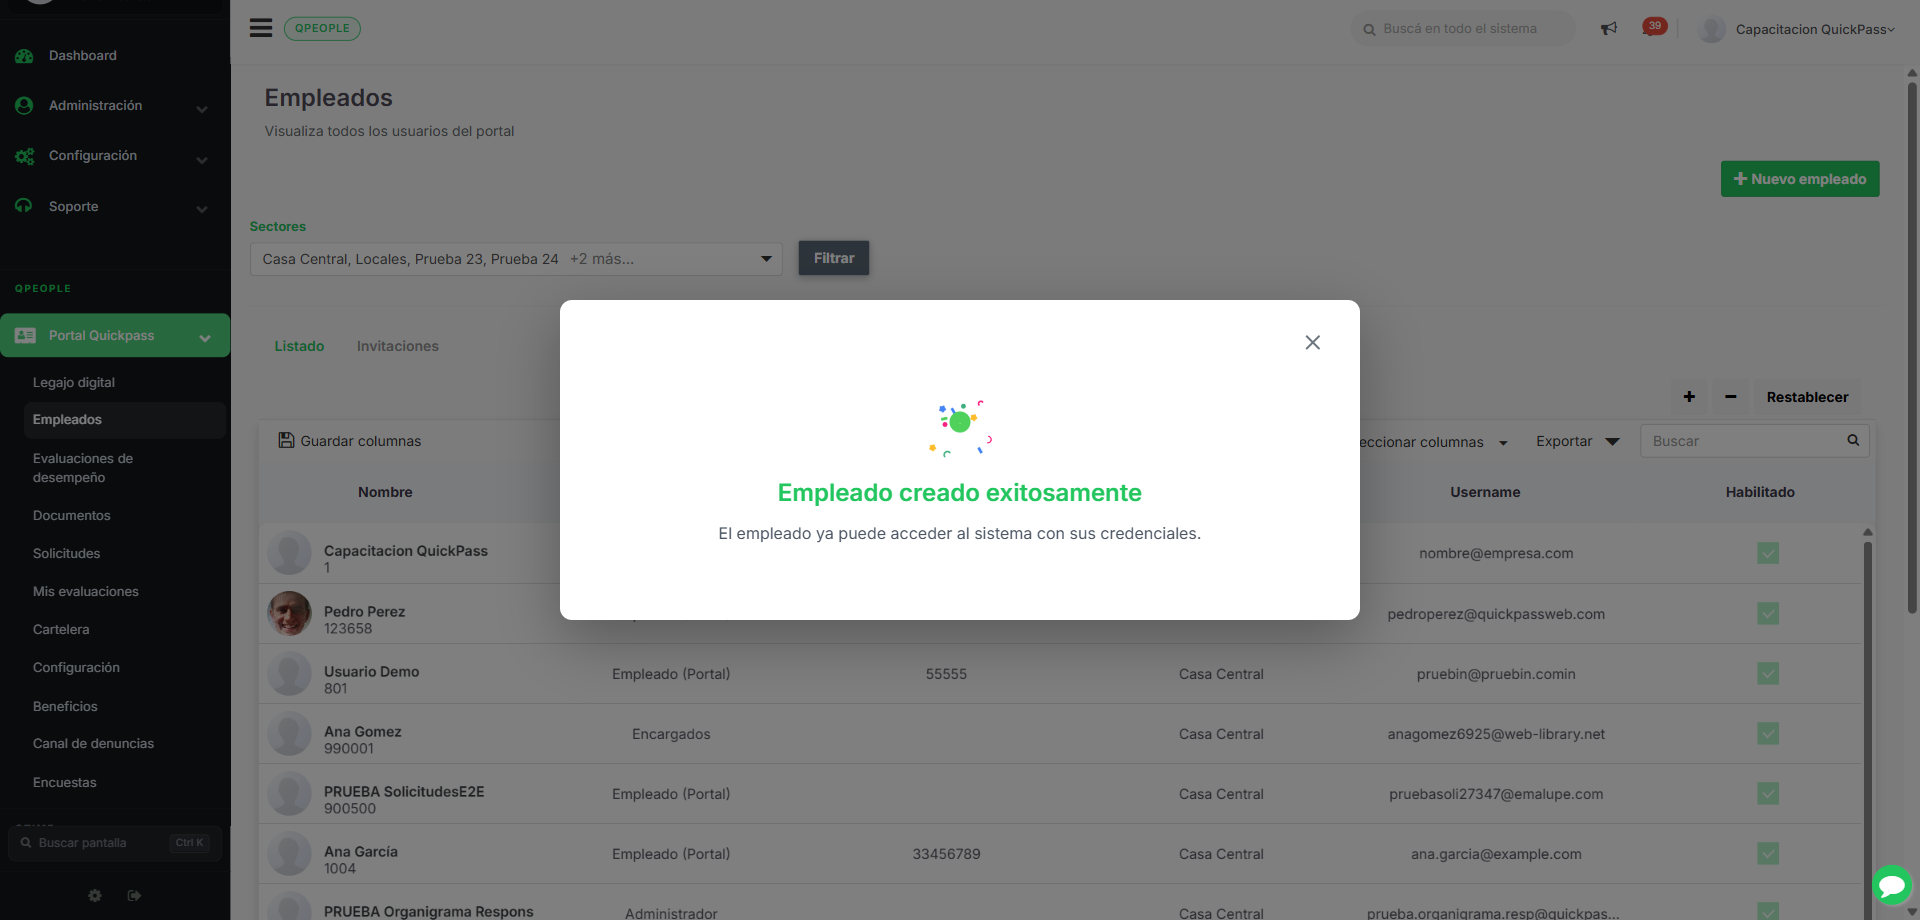 Dashboard
Administración
Configuración
Soporte
QPEOPLE
Portal Quickpass
Legajo digital
Empleados
Evaluaciones de
desempeño
Documentos
Solicitudes
Mis evaluaciones
Cartelera
Configuración
Beneficios
Canal de denuncias
Encuestas
Buscar pantalla
Ctrl K
QPEOPLE
Buscá en todo el sistema
39
Capacitacion QuickPass
Empleados
Visualiza todos los usuarios del portal
Nuevo empleado
Sectores
Casa Central, Locales, Prueba 23, Prueba 24 +2 más...
Filtrar
Listado
Invitaciones
Restablecer
Guardar columnas
eccionar columnas
Exportar
Buscar
Nombre
Username
Habilitado
Capacitacion QuickPass
1
nombre@empresa.com
Pedro Perez
123658
pedroperez@quickpassweb.com
Usuario Demo
801
Empleado (Portal)
55555
Casa Central
pruebin@pruebin.comin
Ana Gomez
990001
Encargados
Casa Central
anagomez6925@web-library.net
PRUEBA SolicitudesE2E
900500
Empleado (Portal)
Casa Central
pruebasoli27347@emalupe.com
Ana García
1004
Empleado (Portal)
33456789
Casa Central
ana.garcia@example.com
PRUEBA Organigrama Respons
Administrador
Casa Central
prueba.organigrama.resp@quickpas...
Empleado creado exitosamente
El empleado ya puede acceder al sistema con sus credenciales.